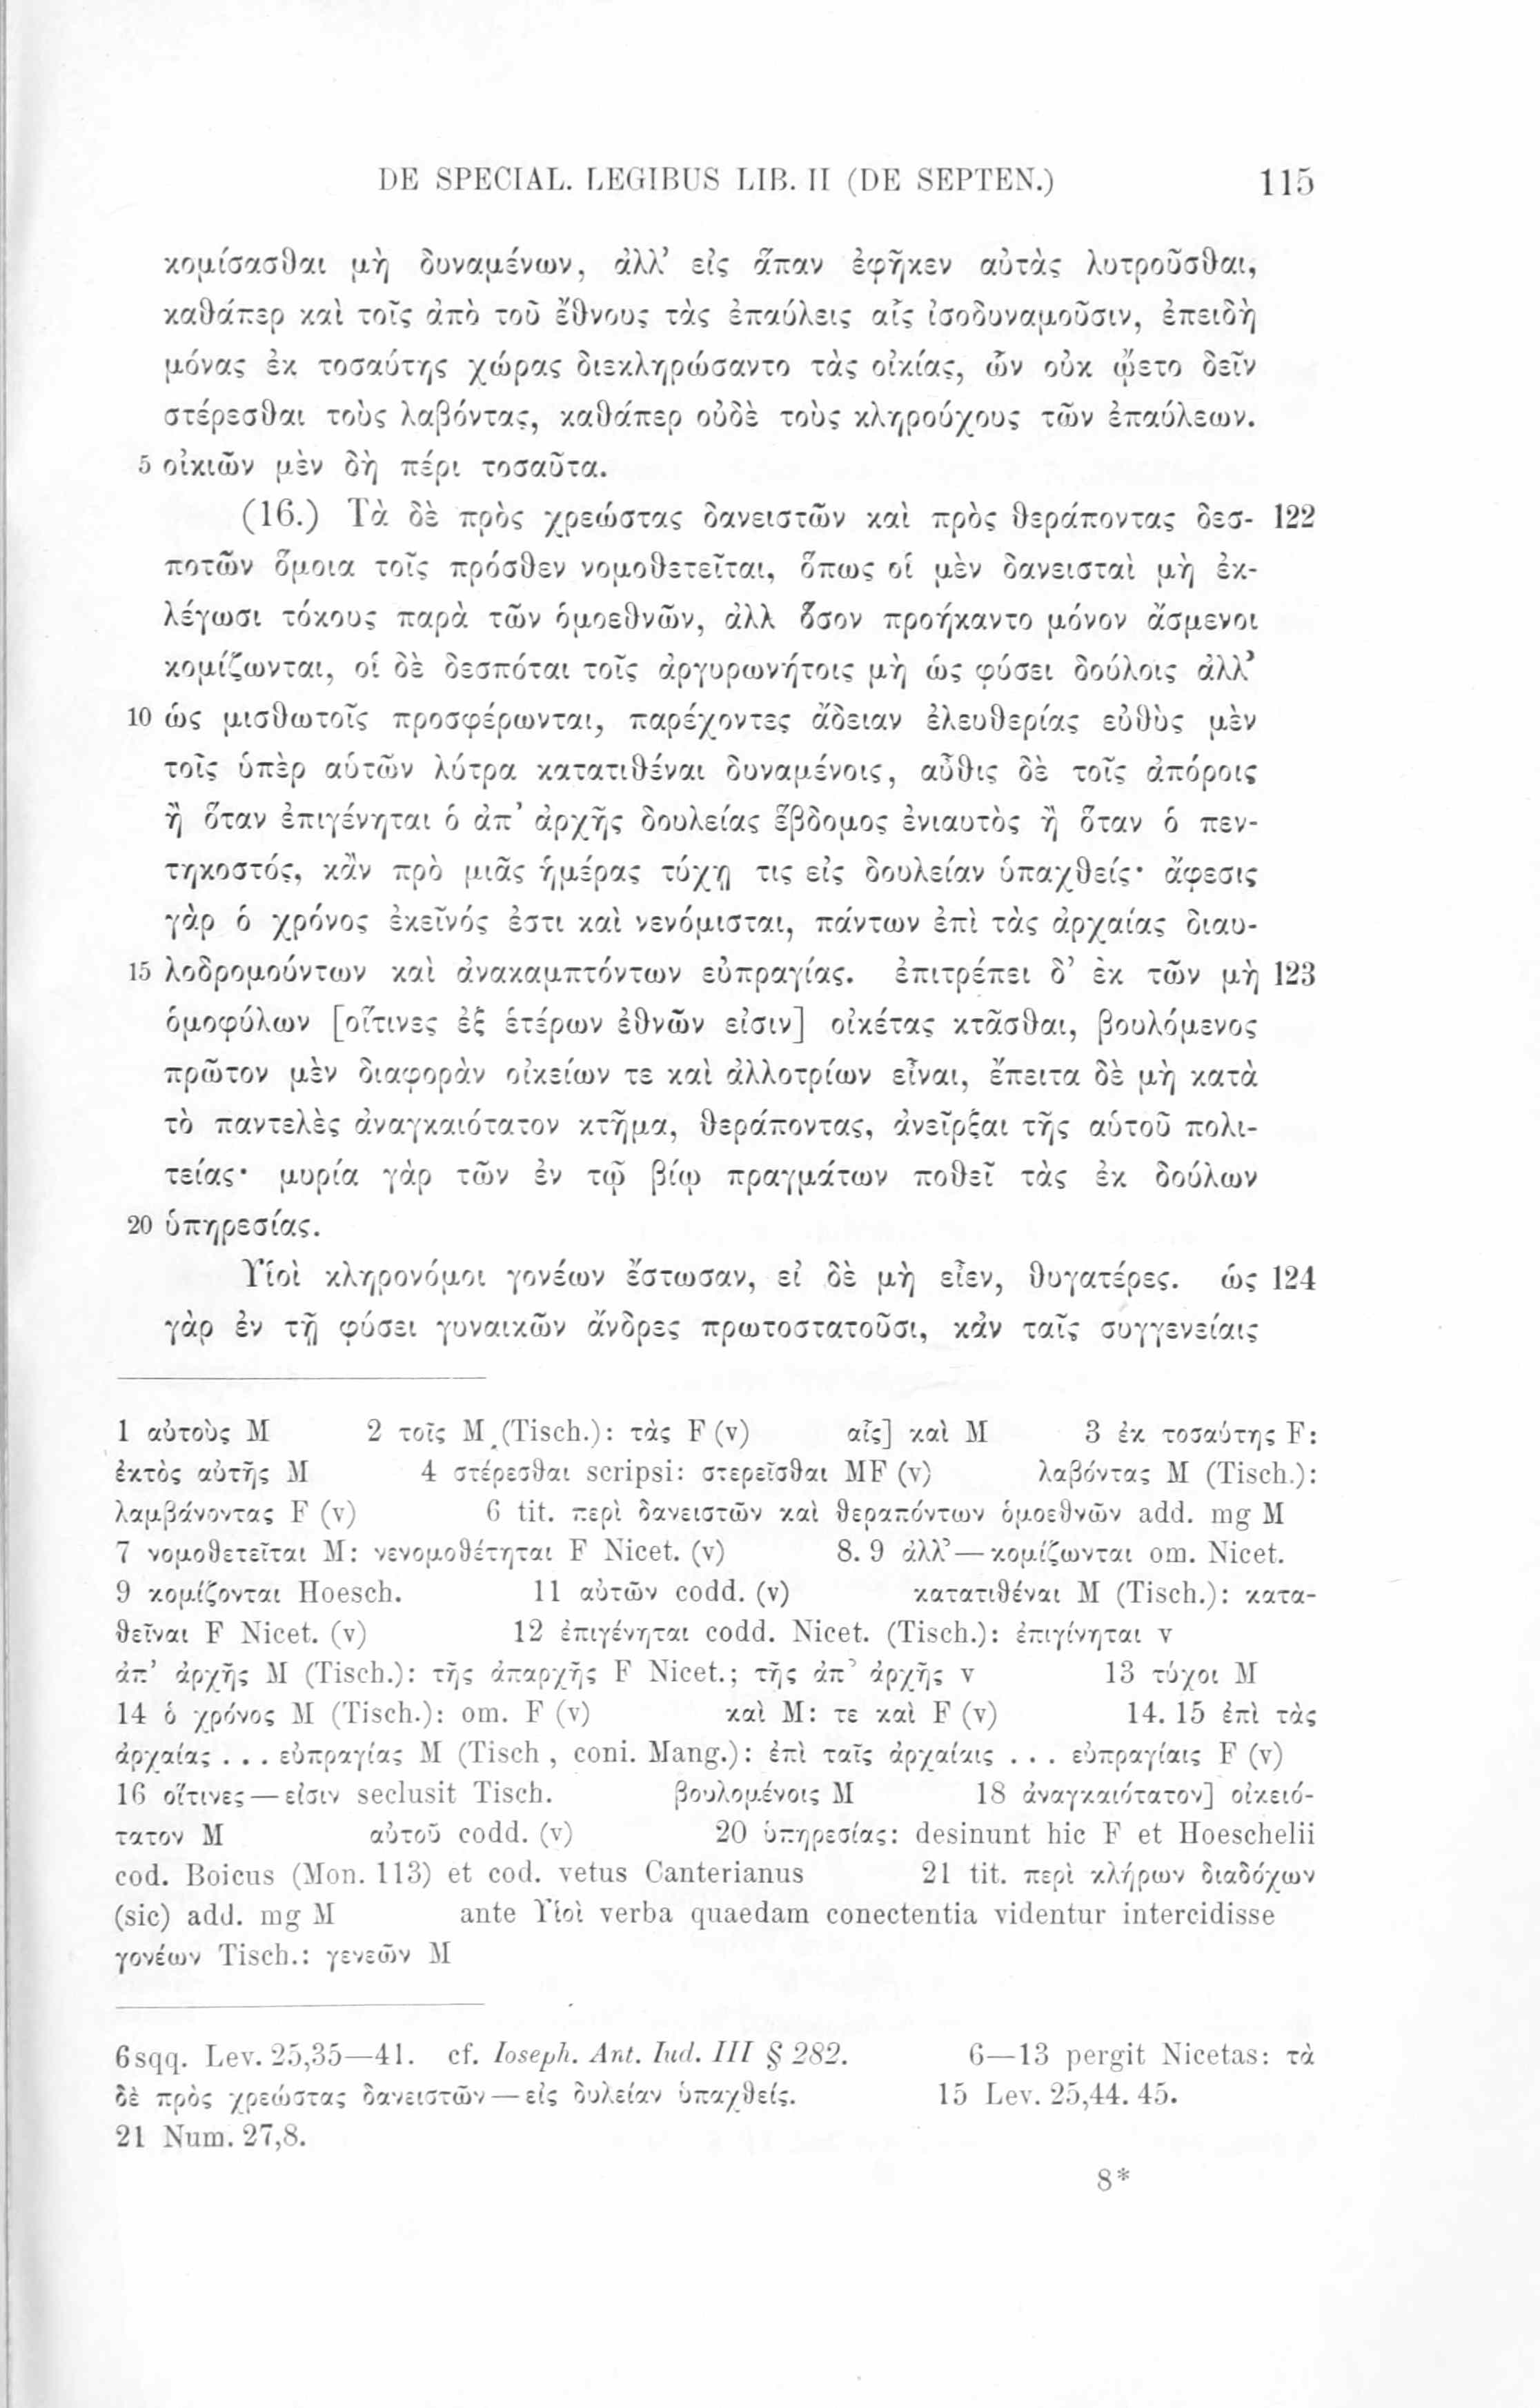 DE SPECIAL. LEGIBUS LIB. II (DE SEPTEN.) 115
κομίσασθαι μὴ δυναμένων, ἀλλ’ εἰς ἅπαν ἐφῆκεν αὐτὰς λυτροῦσθαι,
καθάπερ καὶ τοῖς ἀπὸ τοῦ ἔθνους τὰς ἐπαύλεις αἷς ἰσοδυναμοῦσιν, ἐπειδὴ
μόνας ἐκ τοσαύτης χώρας διεκληρώσαντο τὰς οἰκίας, ὧν οὐκ ᾤετο δεῖν
στέρεσθαι τοὺς λαβόντας, καθάπερ οὐδὲ τοὺς κληρούχους τῶν ἐπαύλεων.
5 οἰκιῶν μὲν δὴ πέρι τοσαῦτα.
(16.) Τὰ δὲ πρὸς χρεώστας δανειστῶν καὶ πρὸς θεράποντας δεσ- 122
ποτῶν ὅμοια τοῖς πρόσθεν νομοθετεῖται, ὅπως οἱ μὲν δανεισταὶ μὴ ἐκ-
λέγωσι τόκους παρὰ τῶν ὁμοεθνῶν, ἀλλ ὅσον προήκαντο μόνον ἄσμενοι
κομίζωνται, οἱ δὲ δεσπόται τοῖς ἀργυρωνήτοις μὴ ὡς φύσει δούλοις ἀλλ’
10 ὡς μισθωτοῖς προσφέρωνται, παρέχοντες ἄδειαν ἐλευθερίας εὐθὺς μὲν
τοῖς ὑπὲρ αὑτῶν λύτρα κατατιθέναι δυναμένοις, αὖθις δὲ τοῖς ἀπόροις
ἢ ὅταν ἐπιγένηται ὁ ἀπ’ ἀρχῆς δουλείας ἕβδομος ἐνιαυτὸς ἢ ὅταν ὁ πεν-
τηκοστός, κἂν πρὸ μιᾶς ἡμέρας τύχῃ τις εἰς δουλείαν ὑπαχθείς· ἄφεσις
γὰρ ὁ χρόνος ἐκεῖνός ἐστι καὶ νενόμισται, πάντων ἐπὶ τὰς ἀρχαίας διαυ-
15 λοδρομούντων καὶ ἀνακαμπτόντων εὐπραγίας. ἐπιτρέπει δ’ ἐκ τῶν μὴ 123
ὁμοφύλων [οἵτινες ἐξ ἑτέρων ἐθνῶν εἰσιν] οἰκέτας κτᾶσθαι, βουλόμενος
πρῶτον μὲν διαφορὰν οἰκείων τε καὶ ἀλλοτρίων εἶναι, ἔπειτα δὲ μὴ κατὰ
τὸ παντελὲς ἀναγκαιότατον κτῆμα, θεράποντας, ἀνεῖρξαι τῆς αὑτοῦ πολι-
τείας· μυρία γὰρ τῶν ἐν τῷ βίῳ πραγμάτων ποθεῖ τὰς ἐκ δούλων
20 ὑπηρεσίας.
Υἱοὶ κληρονόμοι γονέων ἔστωσαν, εἰ δὲ μὴ εἶεν, θυγατέρες. ὡς 124
γὰρ ἐν τῇ φύσει γυναικῶν ἄνδρες πρωτοστατοῦσι, κἀν ταῖς συγγενείαις
1 αὐτοὺς M 2 τοῖς M (Tisch.): τὰς F (v) αἷς] καὶ M 3 ἐκ τοσαύτης F:
ἐκτὸς αὐτῆς M 4 στέρεσθαι scripsi: στερεῖσθαι MF (v) λαβόντας M (Tisch.):
λαμβάνοντας F (v) 6 tit. περὶ δανειστῶν καὶ θεραπόντων ὁμοεθνῶν add. mg M
7 νομοθετεῖται M: νενομοθέτηται F Nicet. (v) 8. 9 ἀλλ’—κομίζωνται om. Nicet.
9 κομίζονται Hoesch. 11 αὐτῶν codd. (v) κατατιθέναι M (Tisch.): κατα-
θεῖναι F Nicet. (v) 12 ἐπιγένηται codd. Nicet. (Tisch.): ἐπιγίνηται v
ἀπ’ ἀρχῆς M (Tisch.): τῆς ἀπαρχῆς F Nicet.; τῆς ἀπ’ ἀρχῆς v 13 τύχοι M
14 ὁ χρόνος M (Tisch.): om. F (v) καὶ M: τε καὶ F (v) 14. 15 ἐπὶ τὰς
ἀρχαίας . . . εὐπραγίας M (Tisch , coni. Mang.): ἐπὶ ταῖς ἀρχαίαις . . . εὐπραγίαις F (v)
16 οἵτινες—εἰσιν seclusit Tisch. βουλομένοις M 18 ἀναγκαιότατον] οἰκειό-
τατον M αὐτοῦ codd. (v) 20 ὑπηρεσίας: desinunt hic F et Hoeschelii
cod. Boicus (Mon. 113) et cod. vetus Canterianus 21 tit. περὶ κλήρων διαδόχων
(sic) add. mg M ante Υἱοὶ verba quaedam conectentia videntur intercidisse
γονέων Tisch.: γενεῶν M
6 sqq. Lev. 25,35—41. cf. Ioseph. Ant. Iud. III § 282. 6—13 pergit Nicetas: τὰ
δὲ πρὸς χρεώστας δανειστῶν—εἰς δυλείαν ὑπαχθείς. 15 Lev. 25,44. 45.
21 Num. 27,8.
8*